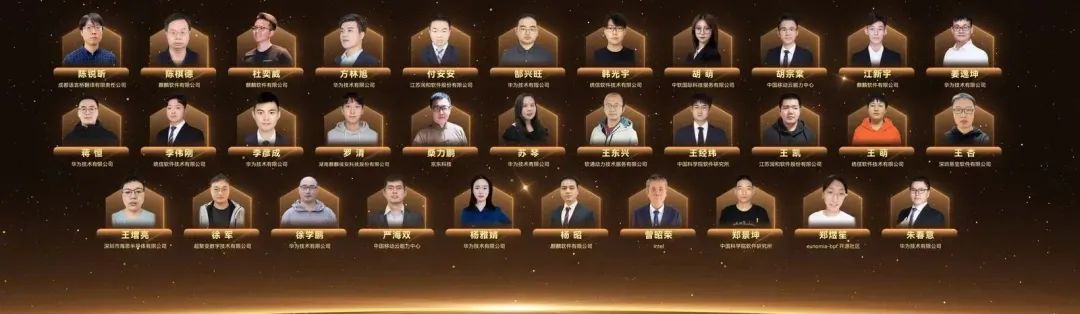 陈锐昕
成都语言桥翻译有限责任公司
陈棋德
麒麟软件有限公司
杜奕威
麒麟软件有限公司
方林旭
华为技术有限公司
付安安
江苏润和软件股份有限公司
郜兴旺
华为技术有限公司
韩光宇
统信软件技术有限公司
胡 萌
中软国际科技服务有限公司
胡宗棠
中国移动云能力中心
江新宇
麒麟软件有限公司
姜逸坤
华为技术有限公司
蒋 恒
华为技术有限公司
李伟刚
统信软件技术有限公司
李彦成
华为技术有限公司
罗 清
湖南麒麟信安科技股份有限公司
桑力鹏
京东科技
苏 琴
华为技术有限公司
王东兴
软通动力技术服务有限公司
王经纬
中国科学院软件研究所
王 凯
江苏润和软件股份有限公司
王 萌
统信软件技术有限公司
王 杏
深圳易宝软件有限公司
王增亮
深圳市海思半导体有限公司
徐 军
超聚变数字技术有限公司
徐学鹏
华为技术有限公司
严海双
中国移动云能力中心
杨雅婧
华为技术有限公司
杨 昭
麒麟软件有限公司
曾昭荣
intel
郑景坤
中国科学院软件研究所
郑煜笙
eunomia-bpf 开源社区
朱春意
华为技术有限公司